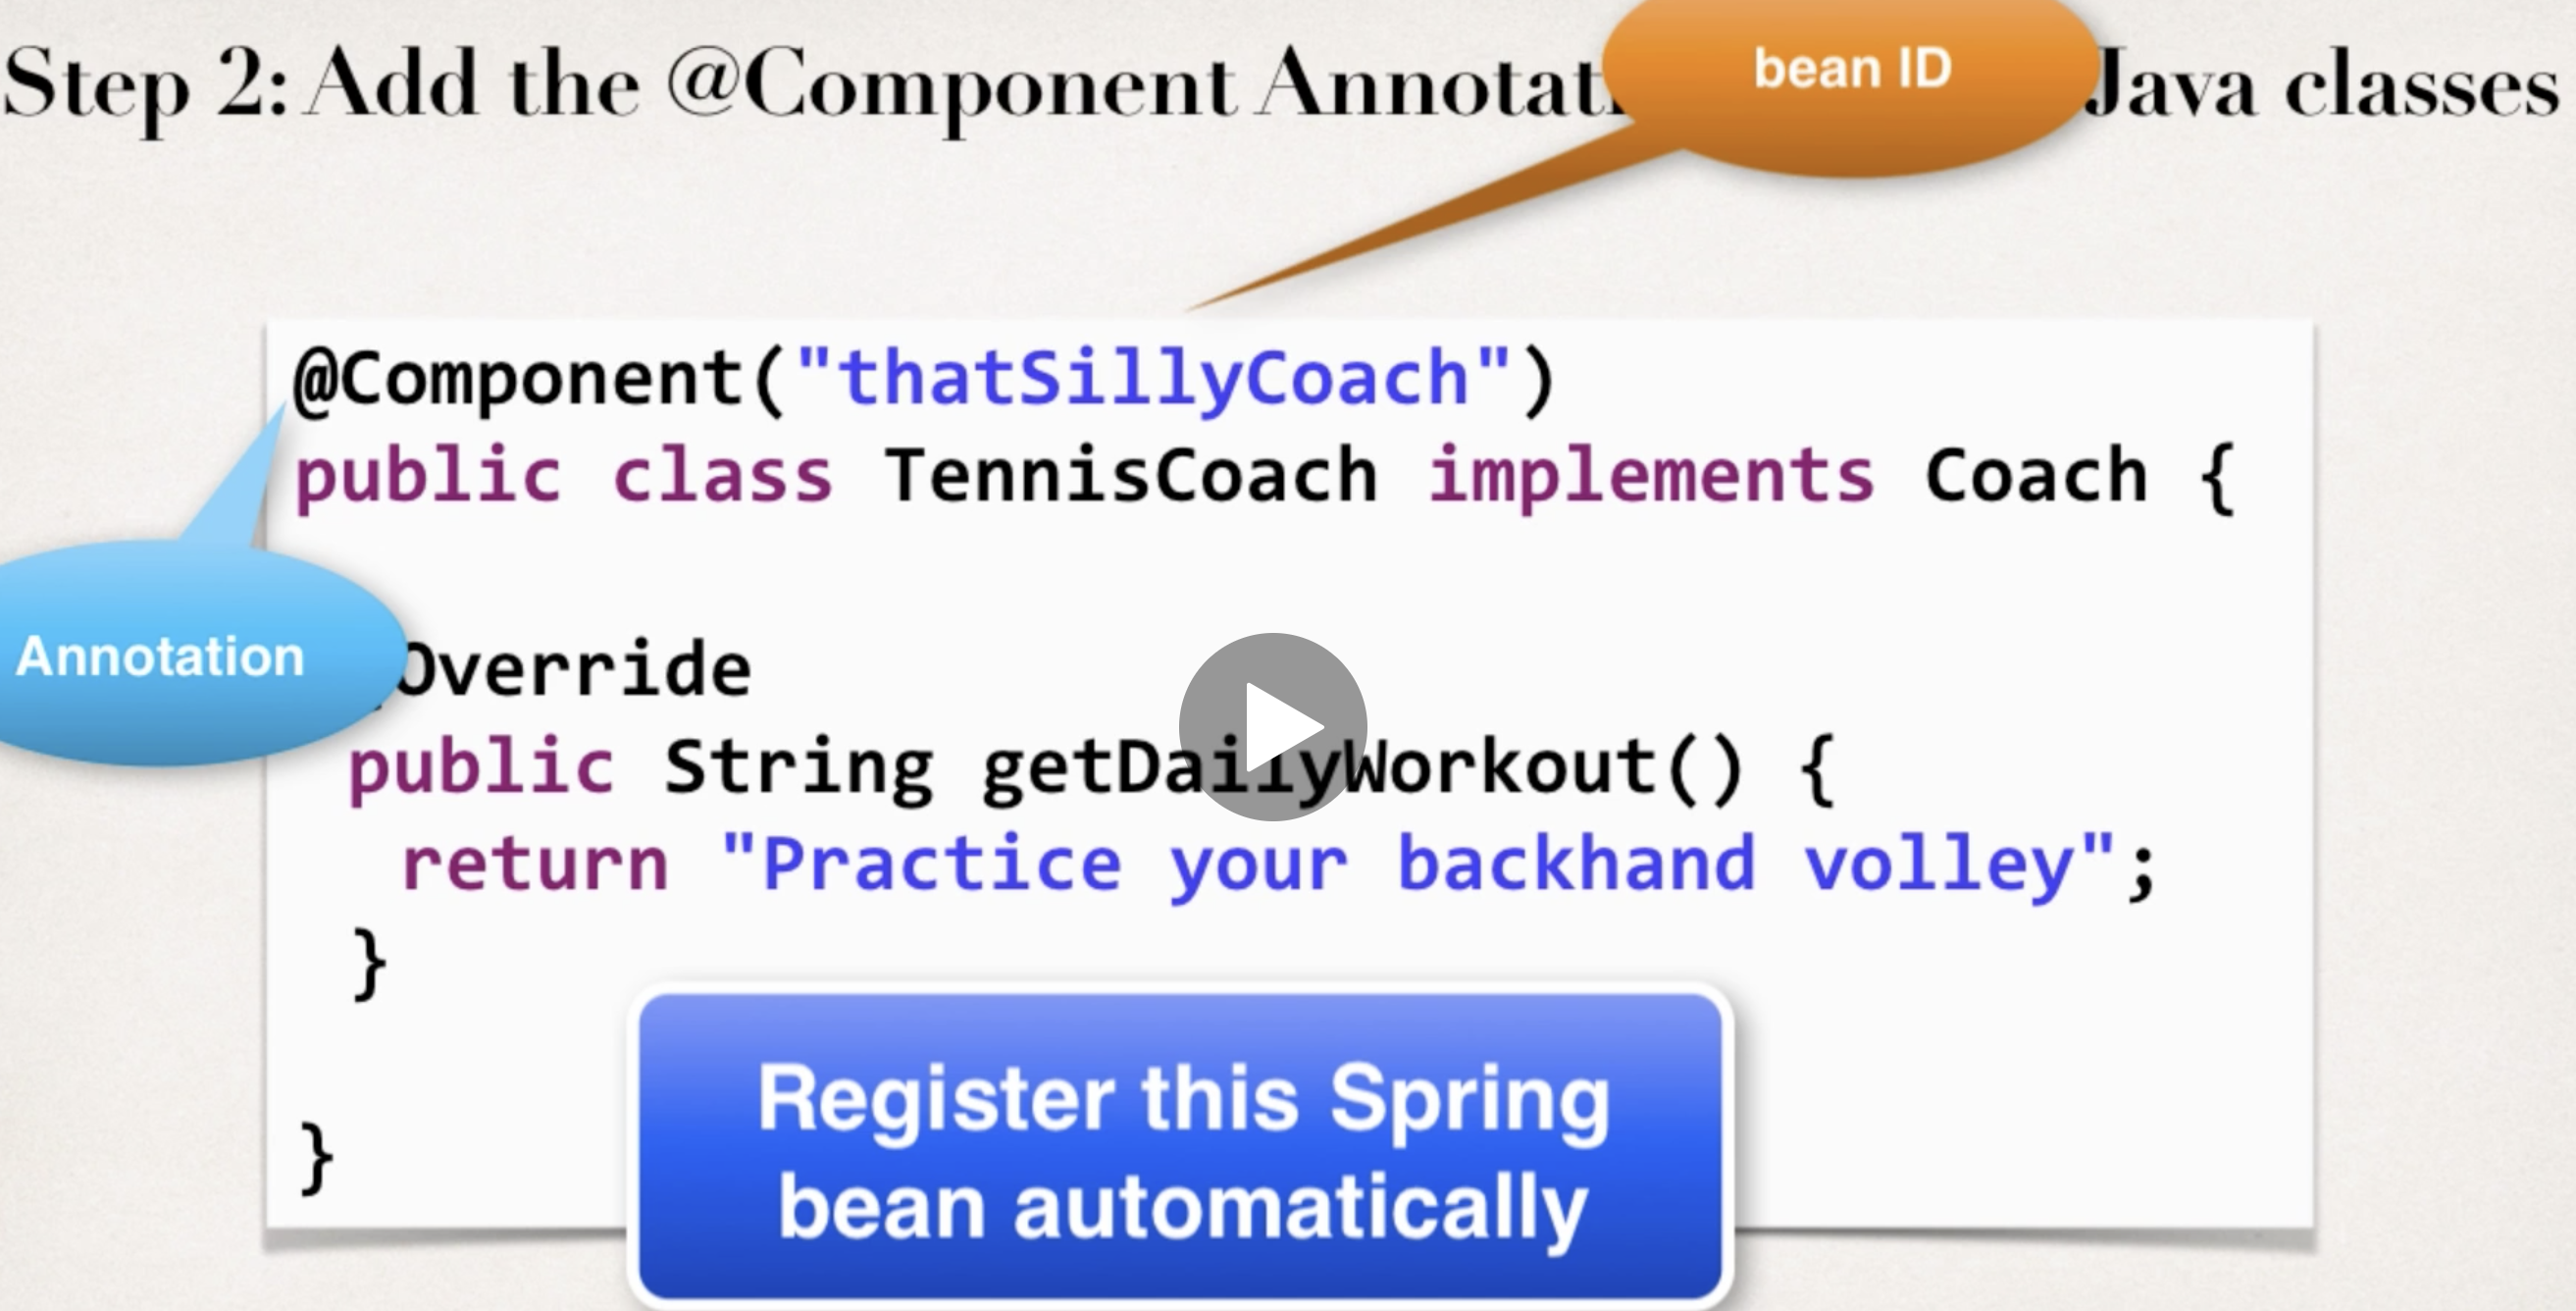 Step 2: Add the @Component Java classes
bean ID
@Component("thatSillyCoach")
public class TennisCoach implements Coach {
Annotation
Override
public String getDailyWorkout() {
return "Practice your backhand volley";
}
}
Register this Spring
bean automatically